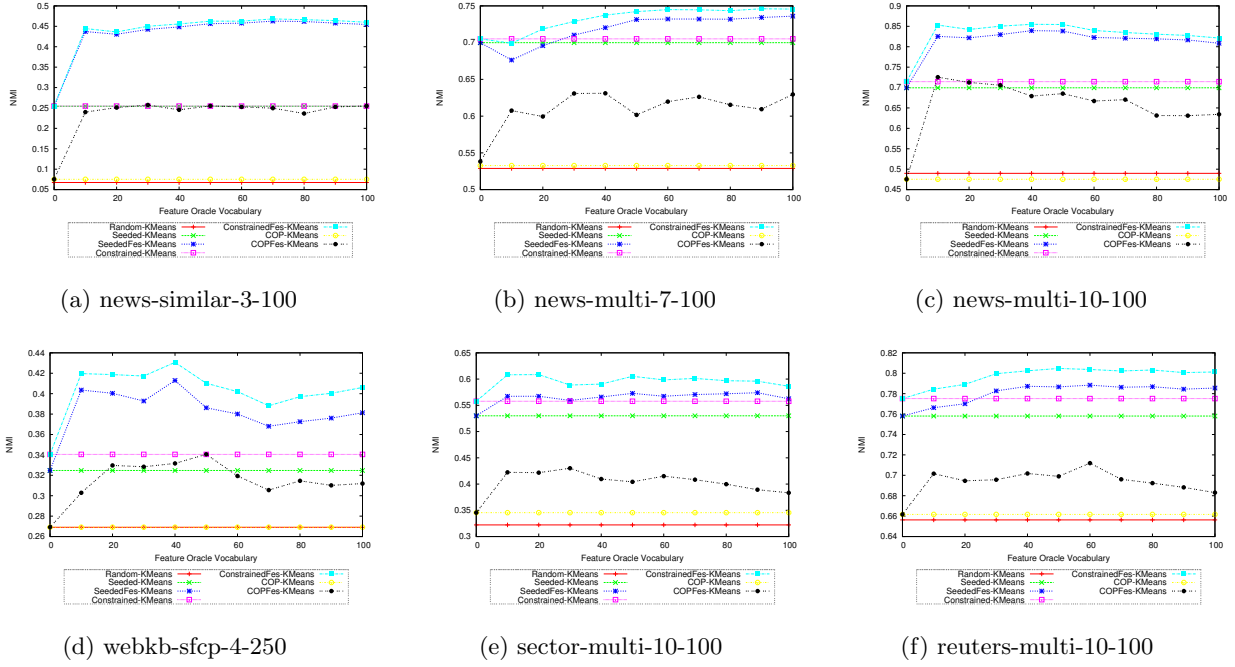 0.5
0.45
0.4
0.35
0.3
0.25
0.2
0.15
0.1
0.05
NMI
0 20 40 60 80 100
Feature Oracle Vocabulary
Random-KMeans
Seeded-KMeans
SeededFes-KMeans
Constrained-KMeans
ConstrainedFes-KMeans
COP-KMeans
COPFes-KMeans
(a) news-similar-3-100
0.75
0.7
0.65
0.6
0.55
0.5
NMI
0 20 40 60 80 100
Feature Oracle Vocabulary
Random-KMeans
Seeded-KMeans
SeededFes-KMeans
Constrained-KMeans
ConstrainedFes-KMeans
COP-KMeans
COPFes-KMeans
(b) news-multi-7-100
0.9
0.85
0.8
0.75
0.7
0.65
0.6
0.55
0.5
0.45
NMI
0 20 40 60 80 100
Feature Oracle Vocabulary
Random-KMeans
Seeded-KMeans
SeededFes-KMeans
Constrained-KMeans
ConstrainedFes-KMeans
COP-KMeans
COPFes-KMeans
(c) news-multi-10-100
0.44
0.42
0.4
0.38
0.36
0.34
0.32
0.3
0.28
0.26
NMI
0 20 40 60 80 100
Feature Oracle Vocabulary
Random-KMeans
Seeded-KMeans
SeededFes-KMeans
Constrained-KMeans
ConstrainedFes-KMeans
COP-KMeans
COPFes-KMeans
(d) webkb-sfcp-4-250
0.65
0.6
0.55
0.5
0.45
0.4
0.35
0.3
NMI
0 20 40 60 80 100
Feature Oracle Vocabulary
Random-KMeans
Seeded-KMeans
SeededFes-KMeans
Constrained-KMeans
ConstrainedFes-KMeans
COP-KMeans
COPFes-KMeans
(e) sector-multi-10-100
0.82
0.8
0.78
0.76
0.74
0.72
0.7
0.68
0.66
0.64
NMI
0 20 40 60 80 100
Feature Oracle Vocabulary
Random-KMeans
Seeded-KMeans
SeededFes-KMeans
Constrained-KMeans
ConstrainedFes-KMeans
COP-KMeans
COPFes-KMeans
(f) reuters-multi-10-100